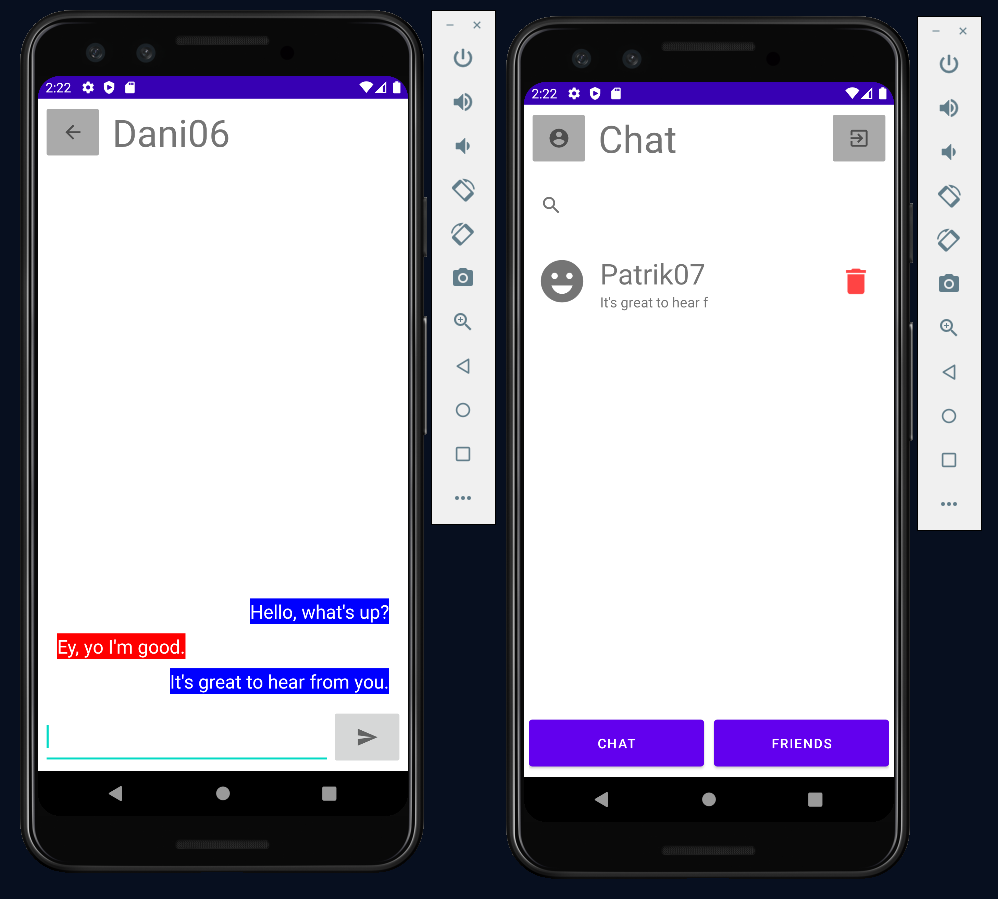 2:22
Dani06
Hello, what's up?
Ey, yo I'm good.
It's great to hear from you.
2:22
Chat
Patrik07
It's great to hear f
CHAT
FRIENDS